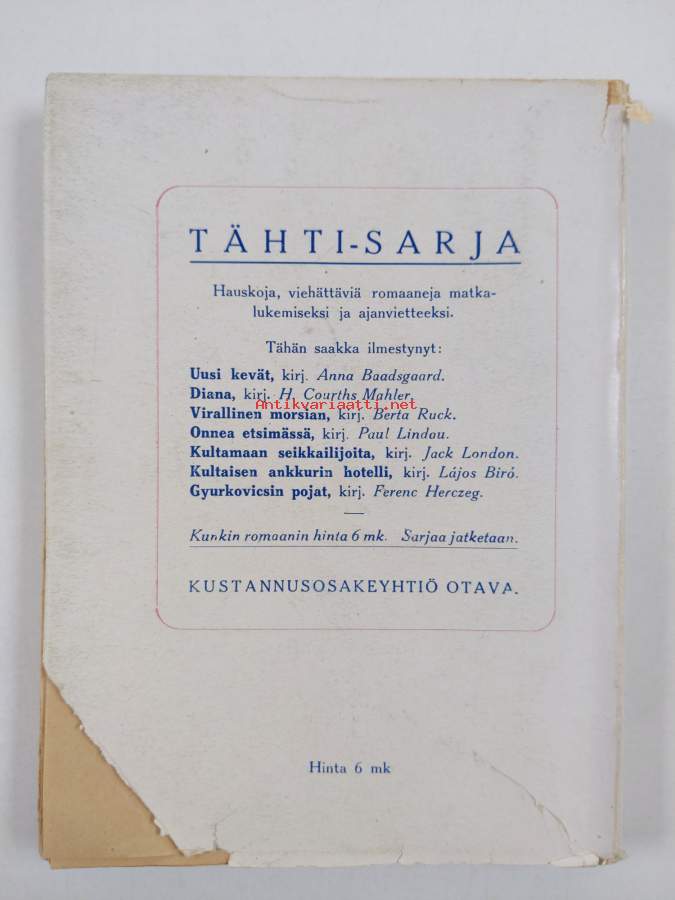 TÄHTI-SARJA
Hauskoja, viehättäviä romaaneja matka-
lukemiseksi ja ajanvietteeksi.
Tähän saakka ilmestynyt:
Uusi kevät, kirj. Anna Baadsgaard.
Diana, kirj. H. Courths Mahler.
Antikvariaatti.net
Virallinen morsian, kirj. Berta Ruck.
Onnea etsimässä, kirj. Paul Lindau.
Kultamaan seikkailijoita, kirj. Jack London.
Kultaisen ankkurin hotelli, kirj. Lájos Biró.
Gyurkovicsin pojat, kirj. Ferenc Herczeg.
Kunkin romaanin hinta 6 mk. Sarjaa jatketaan.
KUSTANNUSOSAKEYHTIÖ OTAVA.
Hinta 6 mk